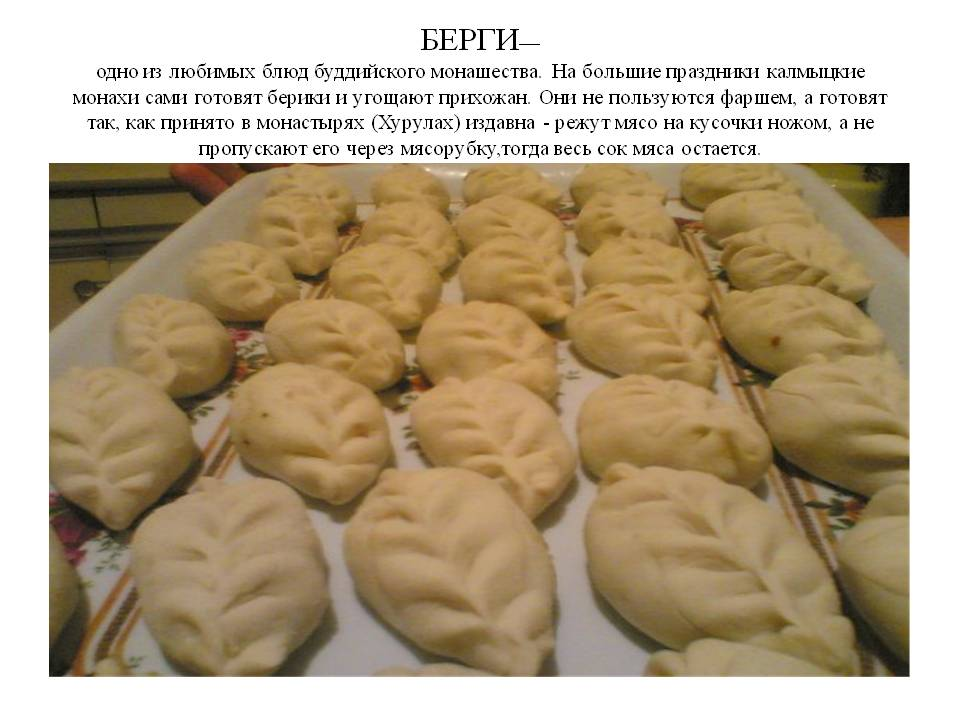 БЕРГИ—
одно из любимых блюд буддийского монашества. На большие праздники калмыцкие
монахи сами готовят берики и угощают прихожан. Они не пользуются фаршем, а готовят
так, как принято в монастырях (Хурулах) издавна - режут мясо на кусочки ножом, а не
пропускают его через мясорубку,тогда весь сок мяса остается.